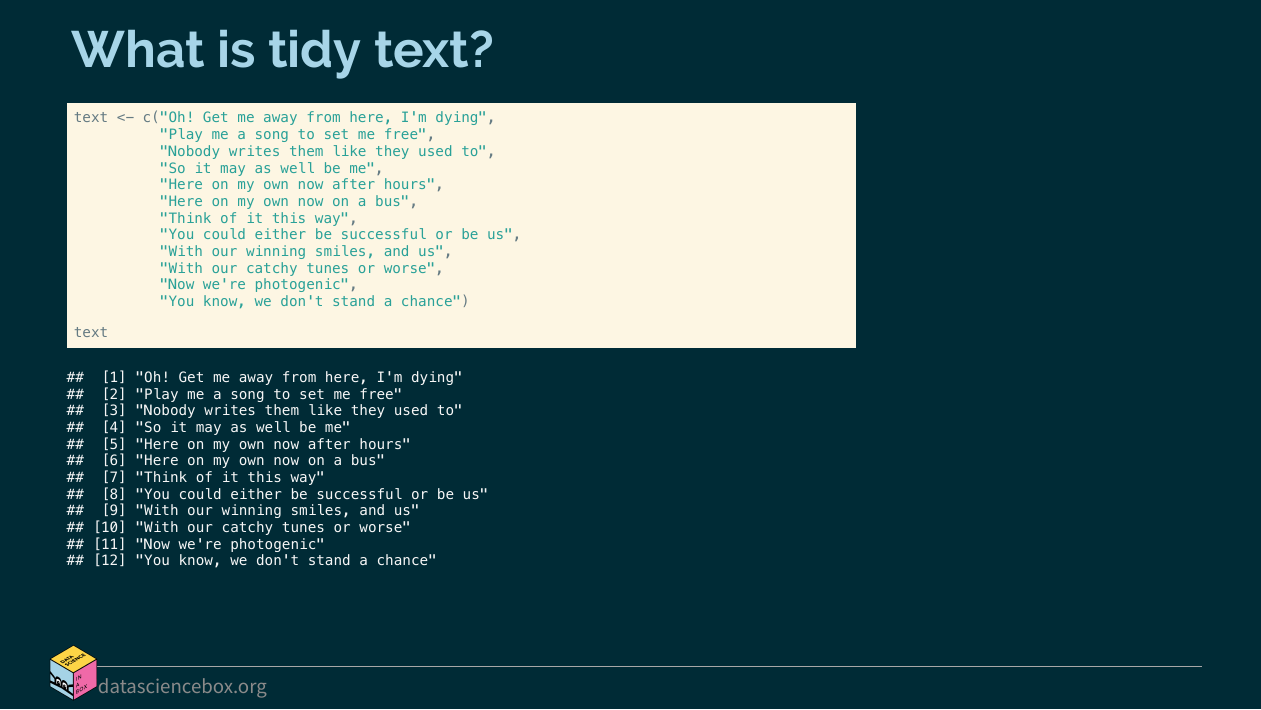 What is tidy text?
text <- c("Oh! Get me away from here, I'm dying",
          "Play me a song to set me free",
          "Nobody writes them like they used to",
          "So it may as well be me",
          "Here on my own now after hours",
          "Here on my own now on a bus",
          "Think of it this way",
          "You could either be successful or be us",
          "With our winning smiles, and us",
          "With our catchy tunes or worse",
          "Now we're photogenic",
          "You know, we don't stand a chance")
text
##  [1] "Oh! Get me away from here, I'm dying"
##  [2] "Play me a song to set me free"
##  [3] "Nobody writes them like they used to"
##  [4] "So it may as well be me"
##  [5] "Here on my own now after hours"
##  [6] "Here on my own now on a bus"
##  [7] "Think of it this way"
##  [8] "You could either be successful or be us"
##  [9] "With our winning smiles, and us"
## [10] "With our catchy tunes or worse"
## [11] "Now we're photogenic"
## [12] "You know, we don't stand a chance"
DATA
SCIENCE
IN
A
BOX
datasciencebox.org